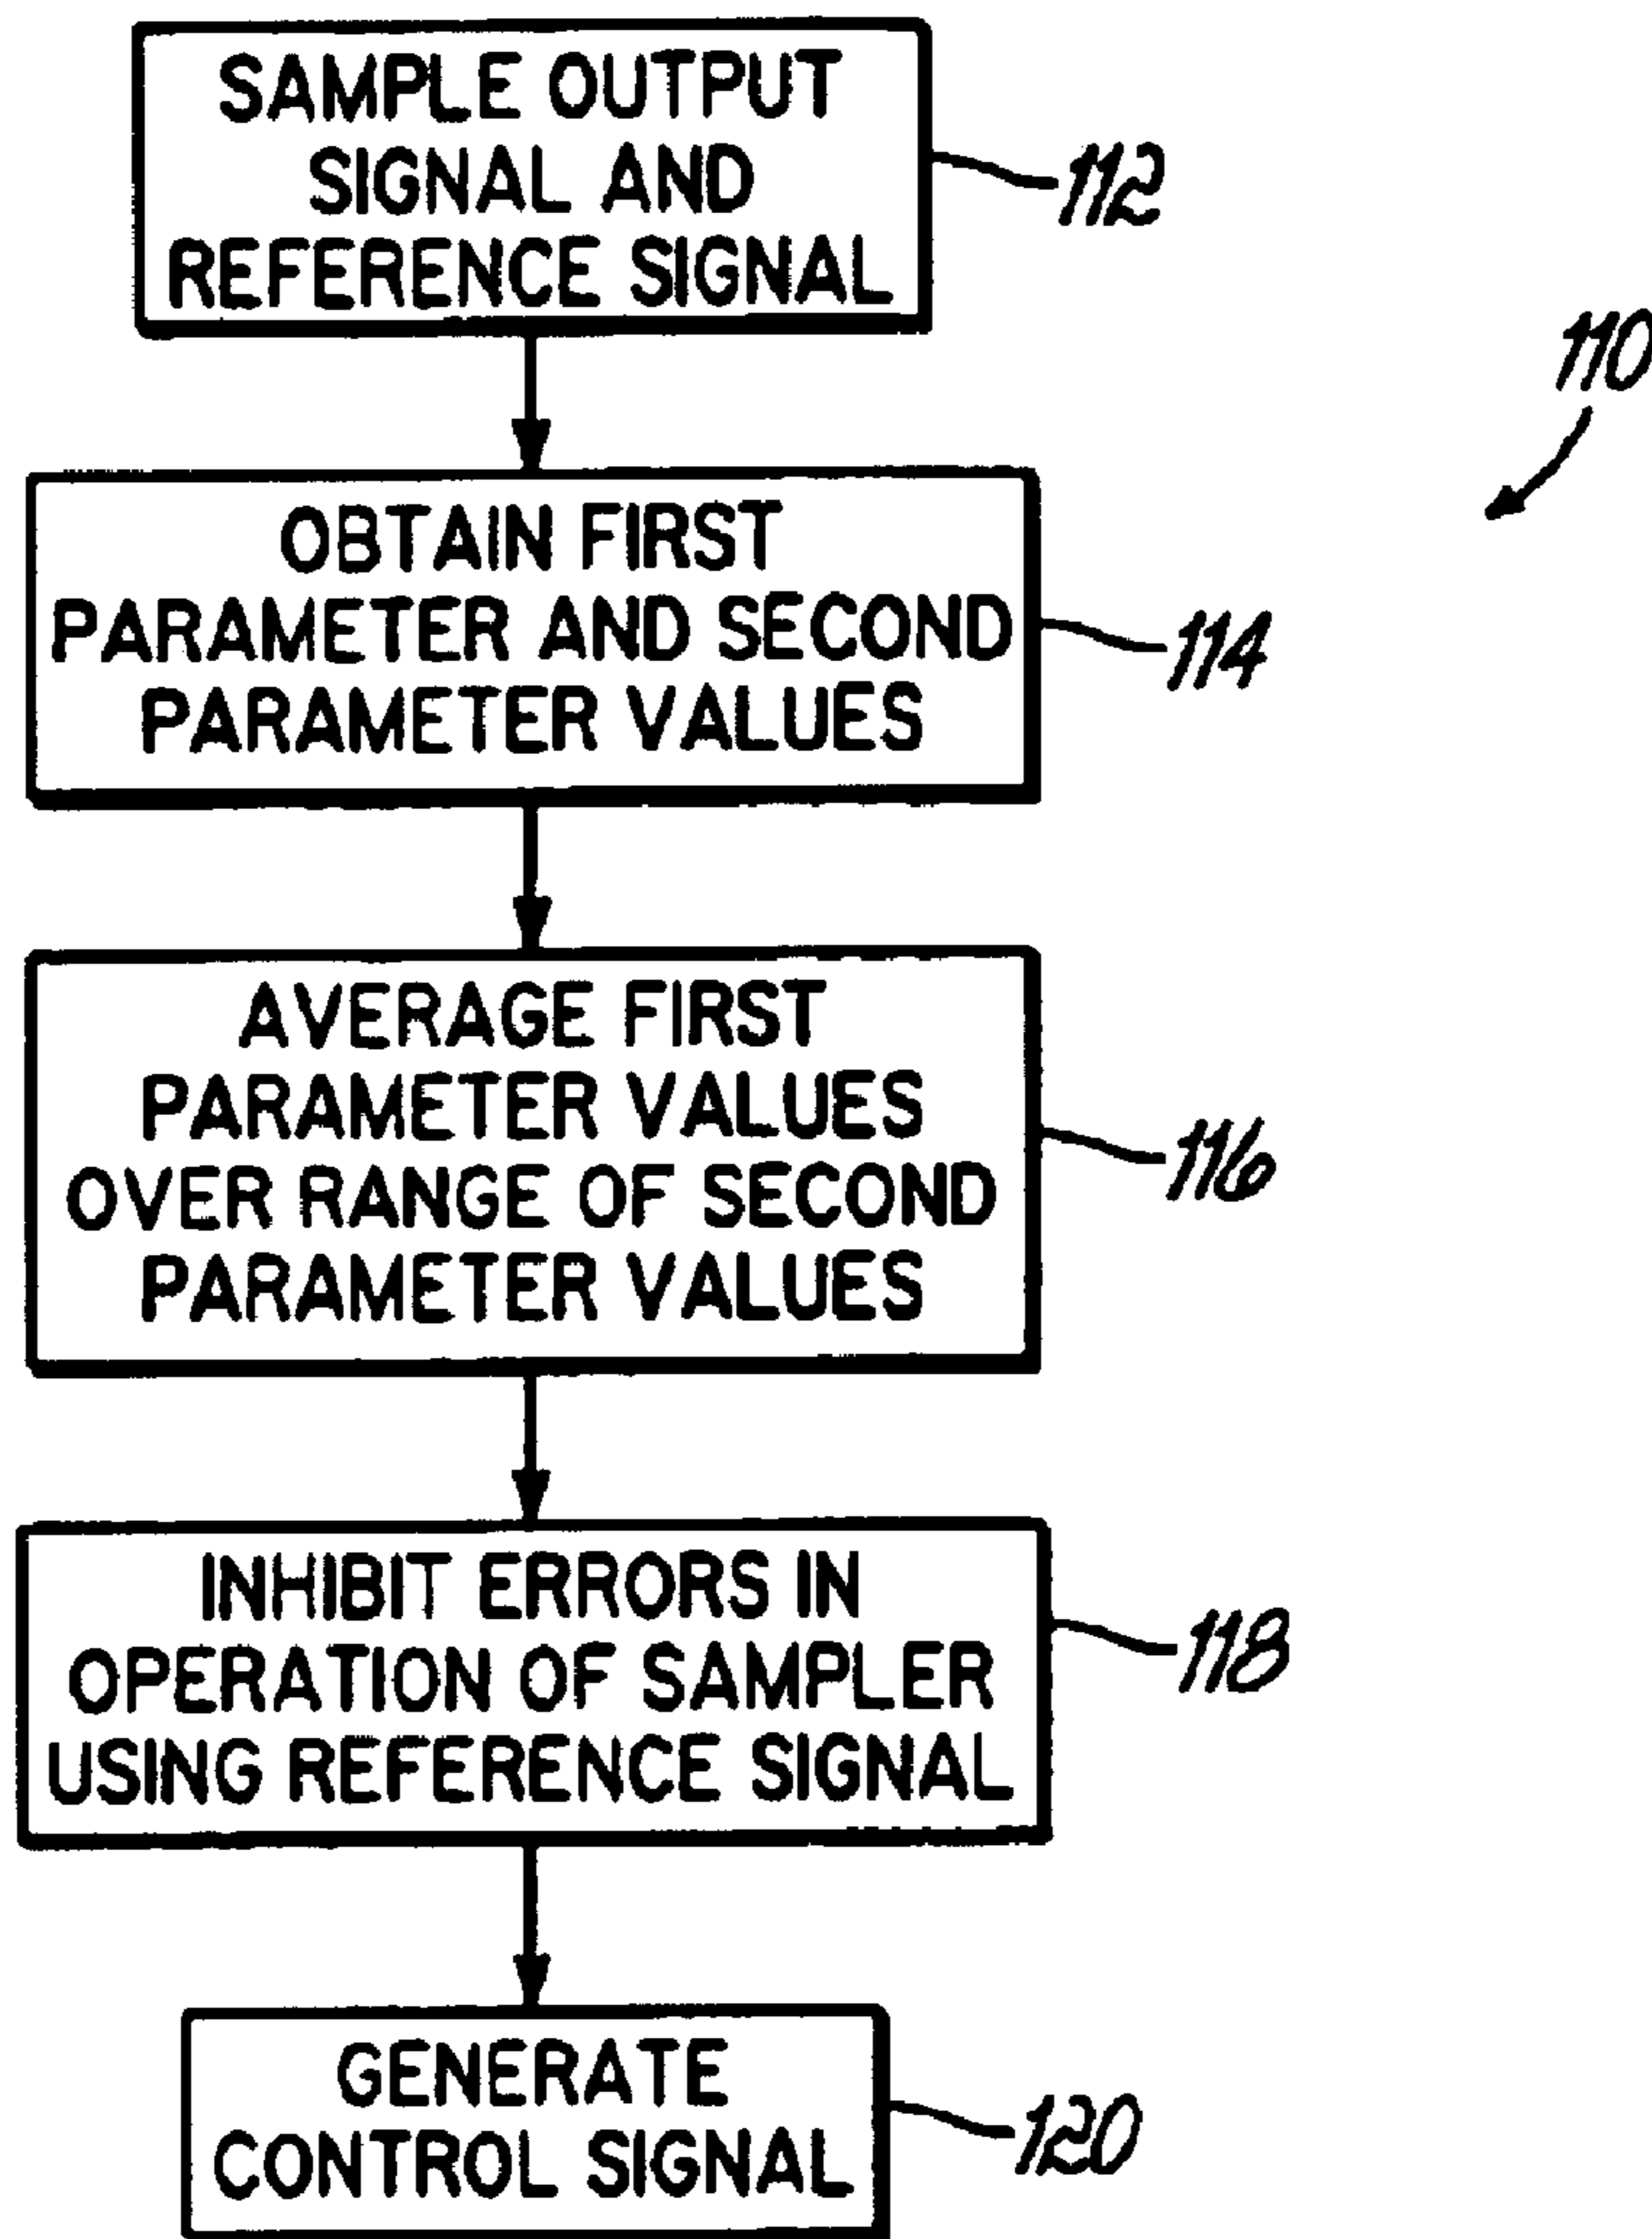 SAMPLE OUTPUT
SIGNAL AND
REFERENCE SIGNAL
112
110
OBTAIN FIRST
PARAMETER AND SECOND
PARAMETER VALUES
114
AVERAGE FIRST
PARAMETER VALUES
OVER RANGE OF SECOND
PARAMETER VALUES
116
INHIBIT ERRORS IN
OPERATION OF SAMPLER
USING REFERENCE SIGNAL
118
GENERATE
CONTROL SIGNAL
120